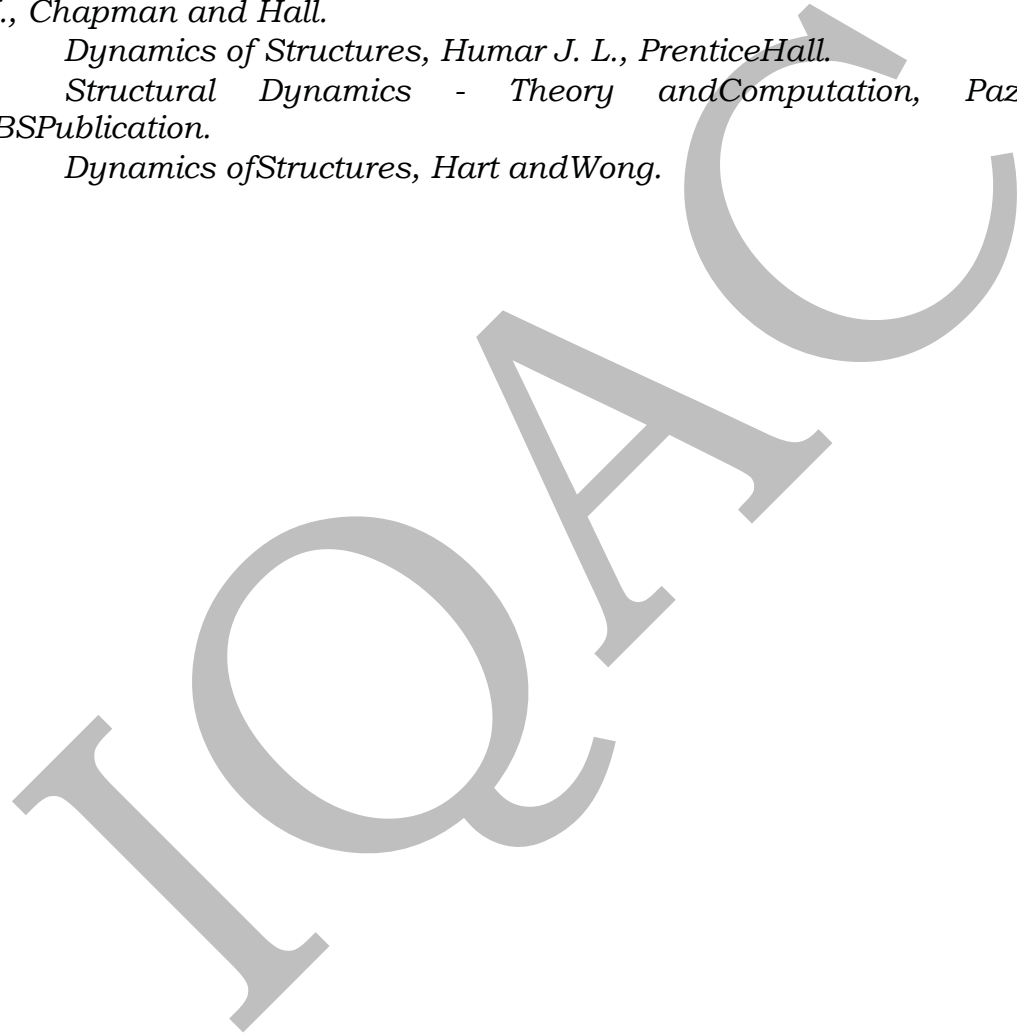 ., Chapman and Hall.
Dynamics of Structures, Humar J. L., PrenticeHall.
Structural Dynamics - Theory andComputation, Paz
BSPublication.
Dynamics ofStructures, Hart andWong.
IQAC